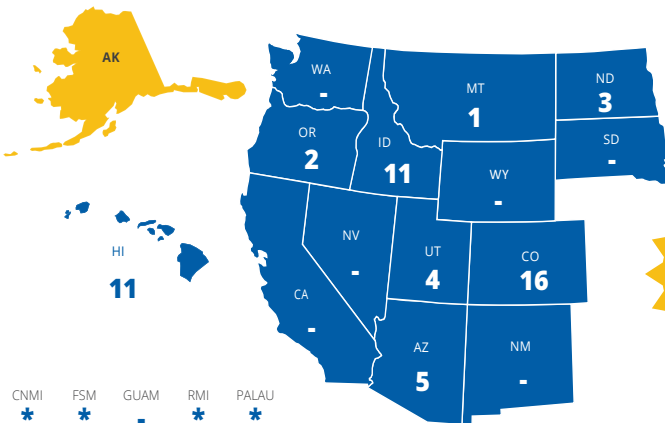 AK
WA
-
MT
1
ND
3
OR
2
ID
11
SD
-
WY
-
HI
11
NV
-
UT
4
CO
16
CA
-
AZ
5
NM
-
CNMI FSM GUAM RMI PALAU
* * - * *